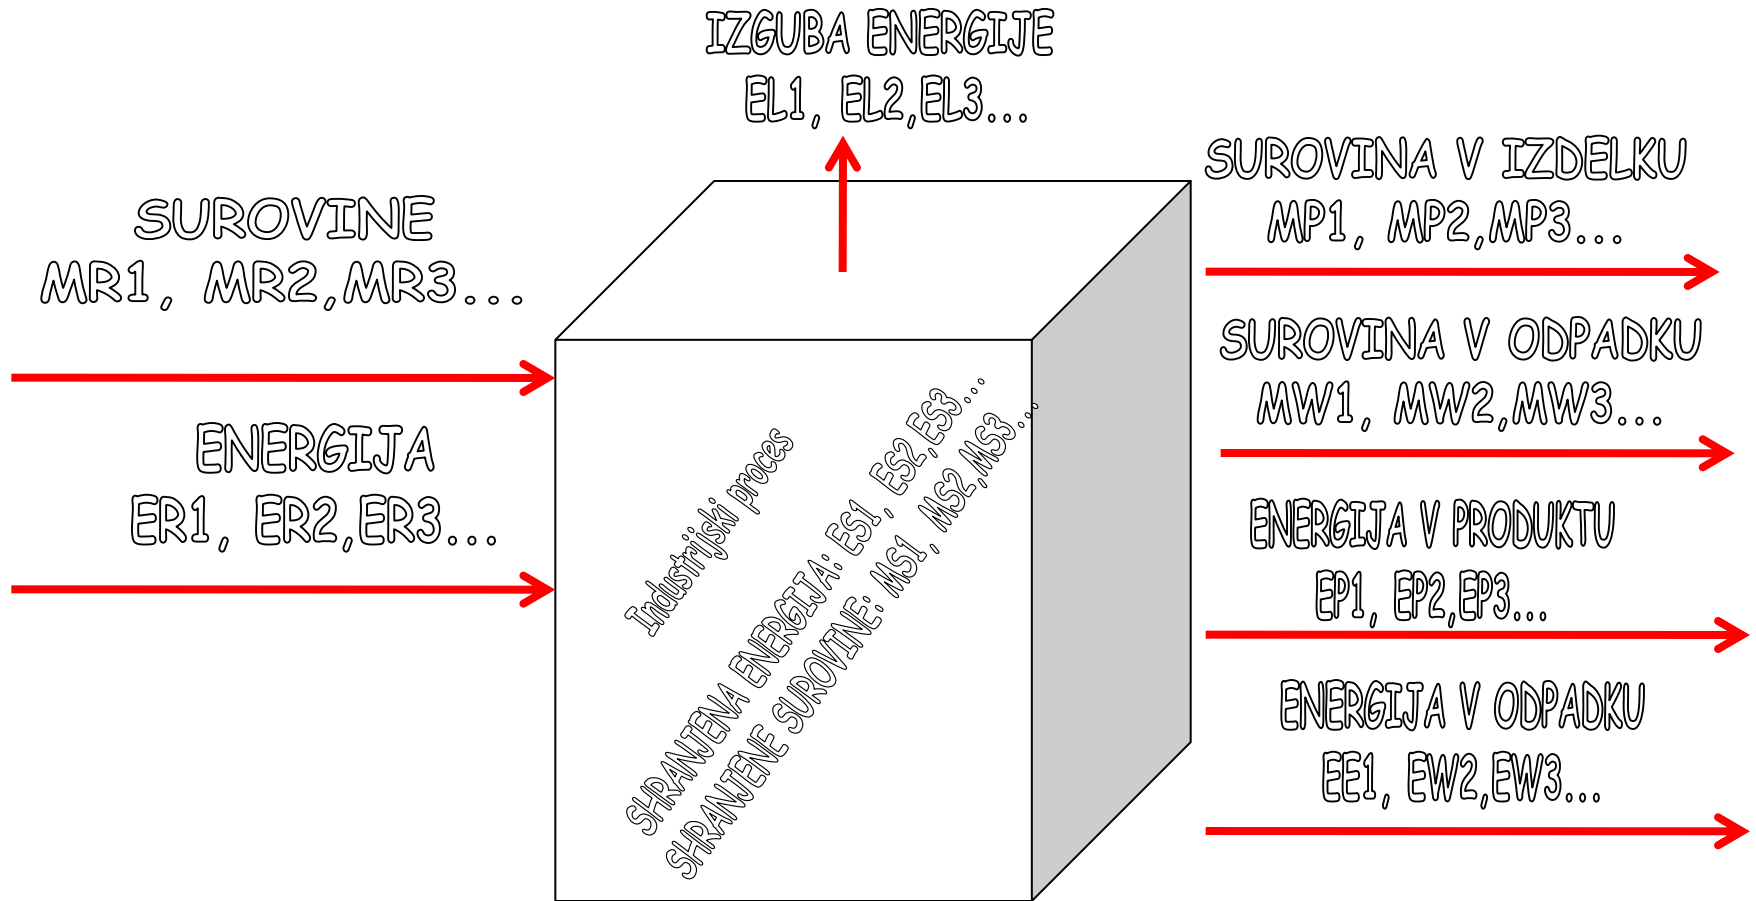 IZGUBA ENERGIJE
EL1, EL2,EL3...
SUROVINE
MR1, MR2,MR3...
ENERGIJA
ER1, ER2,ER3...
Industrijski proces
SHRANJENA ENERGIJA: ES1, ES2,ES3...
SHRANJENE SUROVINE: MS1, MS2,MS3...
SUROVINA V IZDELKU
MP1, MP2,MP3...
SUROVINA V ODPADKU
MW1, MW2,MW3...
ENERGIJA V PRODUKTU
EP1, EP2,EP3...
ENERGIJA V ODPADKU
EE1, EW2,EW3...